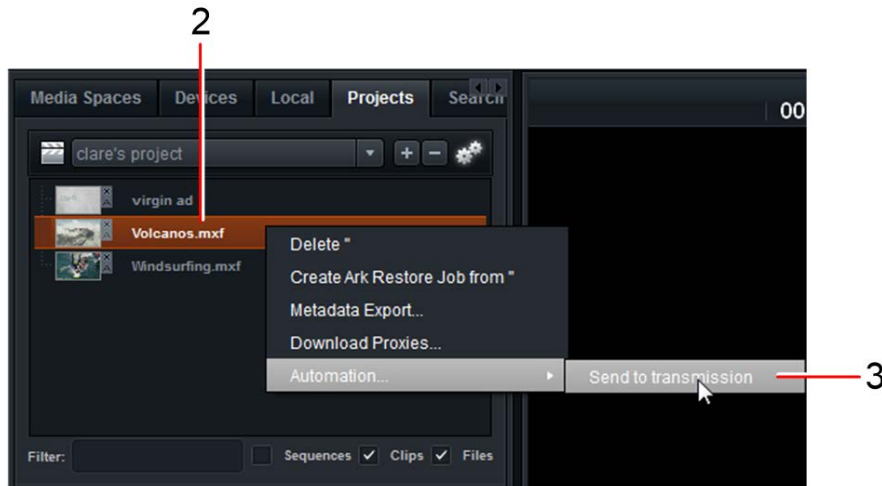 2
Media Spaces Devices Local Projects Search
00
clare's project
virgin ad
Volcanos.mxf
Windsurfing.mxf
Delete "
Create Ark Restore Job from "
Metadata Export...
Download Proxies...
Automation...
Send to transmission
3
Filter: Sequences Clips Files